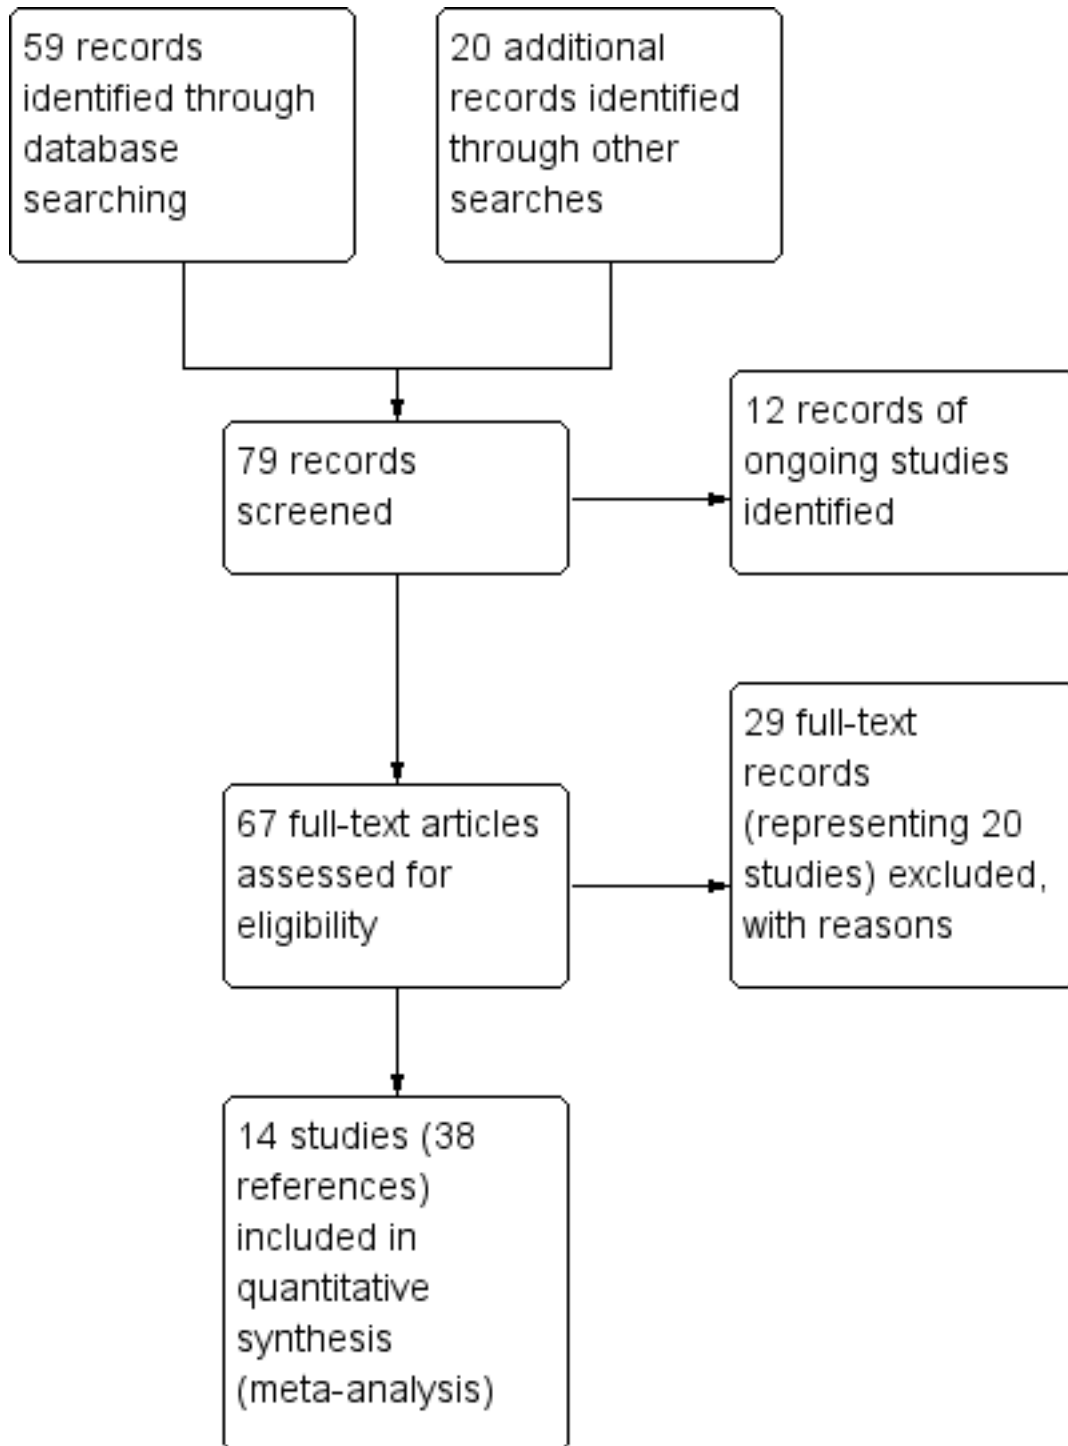 59 records
identified through
database
searching
20 additional
records identified
through other
searches
79 records
screened
12 records of
ongoing studies
identified
67 full-text articles
assessed for
eligibility
29 full-text
records
(representing 20
studies) excluded,
with reasons
14 studies (38
references)
included in
quantitative
synthesis
(meta-analysis)